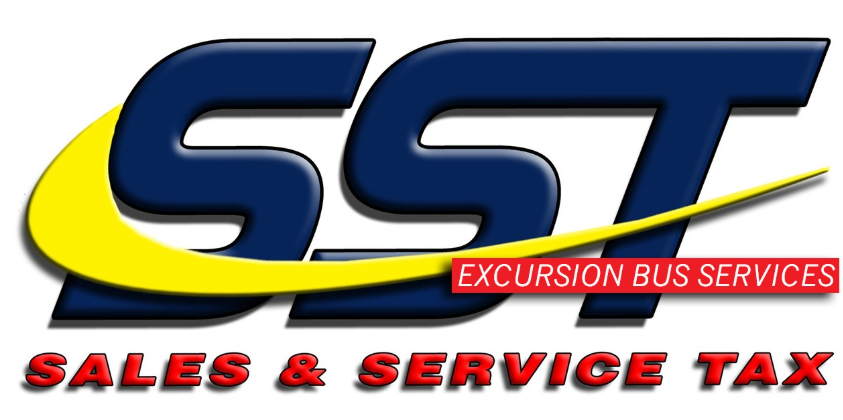 SST
EXCURSION BUS SERVICES
SALES & SERVICE TAX